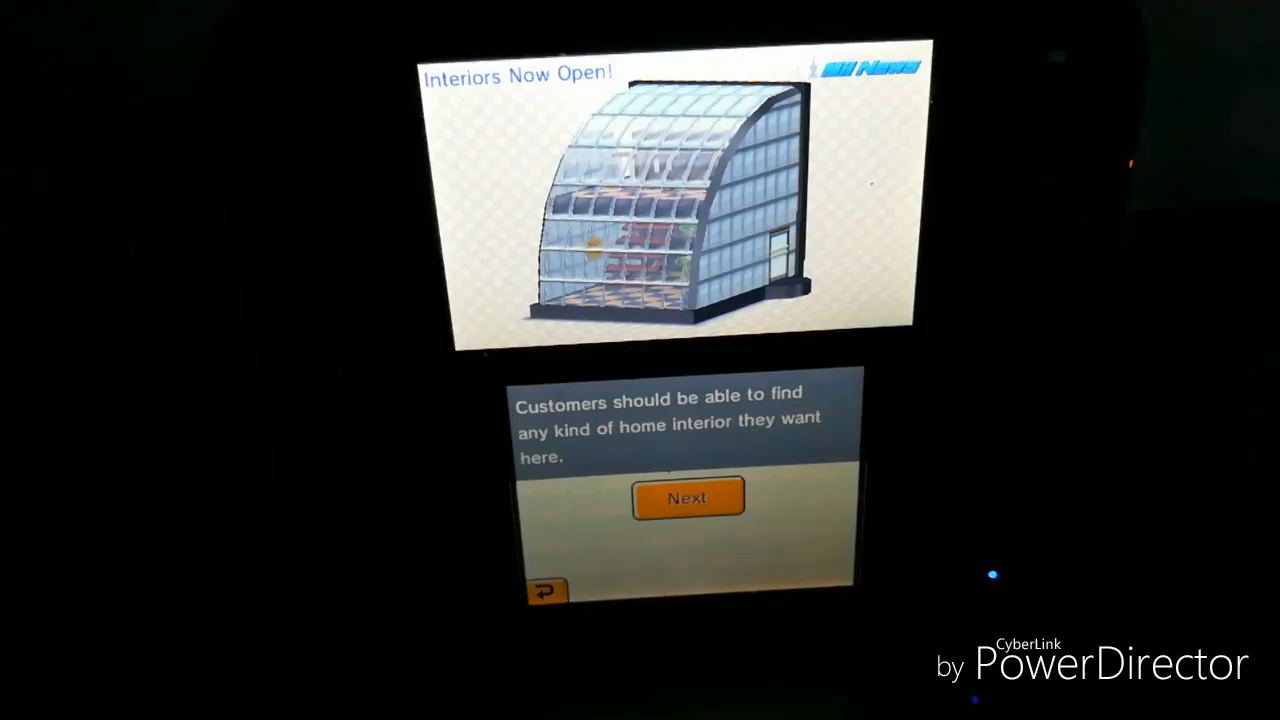 Interiors Now Open!
Mii News
Customers should be able to find
any kind of home interior they want
here.
Next
CyberLink
by PowerDirector